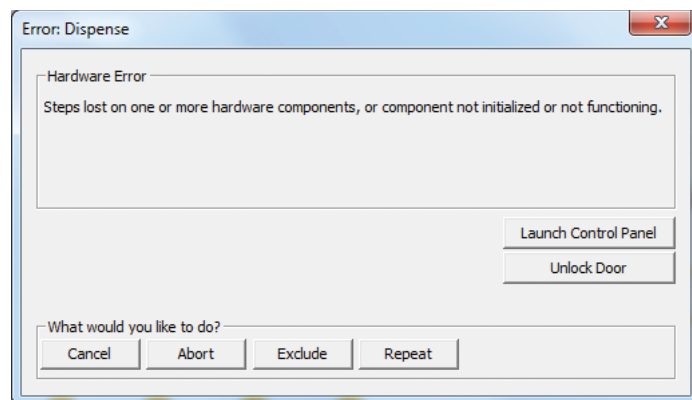 Error: Dispense
Hardware Error
Steps lost on one or more hardware components, or component not initialized or not functioning.
Launch Control Panel
Unlock Door
What would you like to do?
Cancel Abort Exclude Repeat